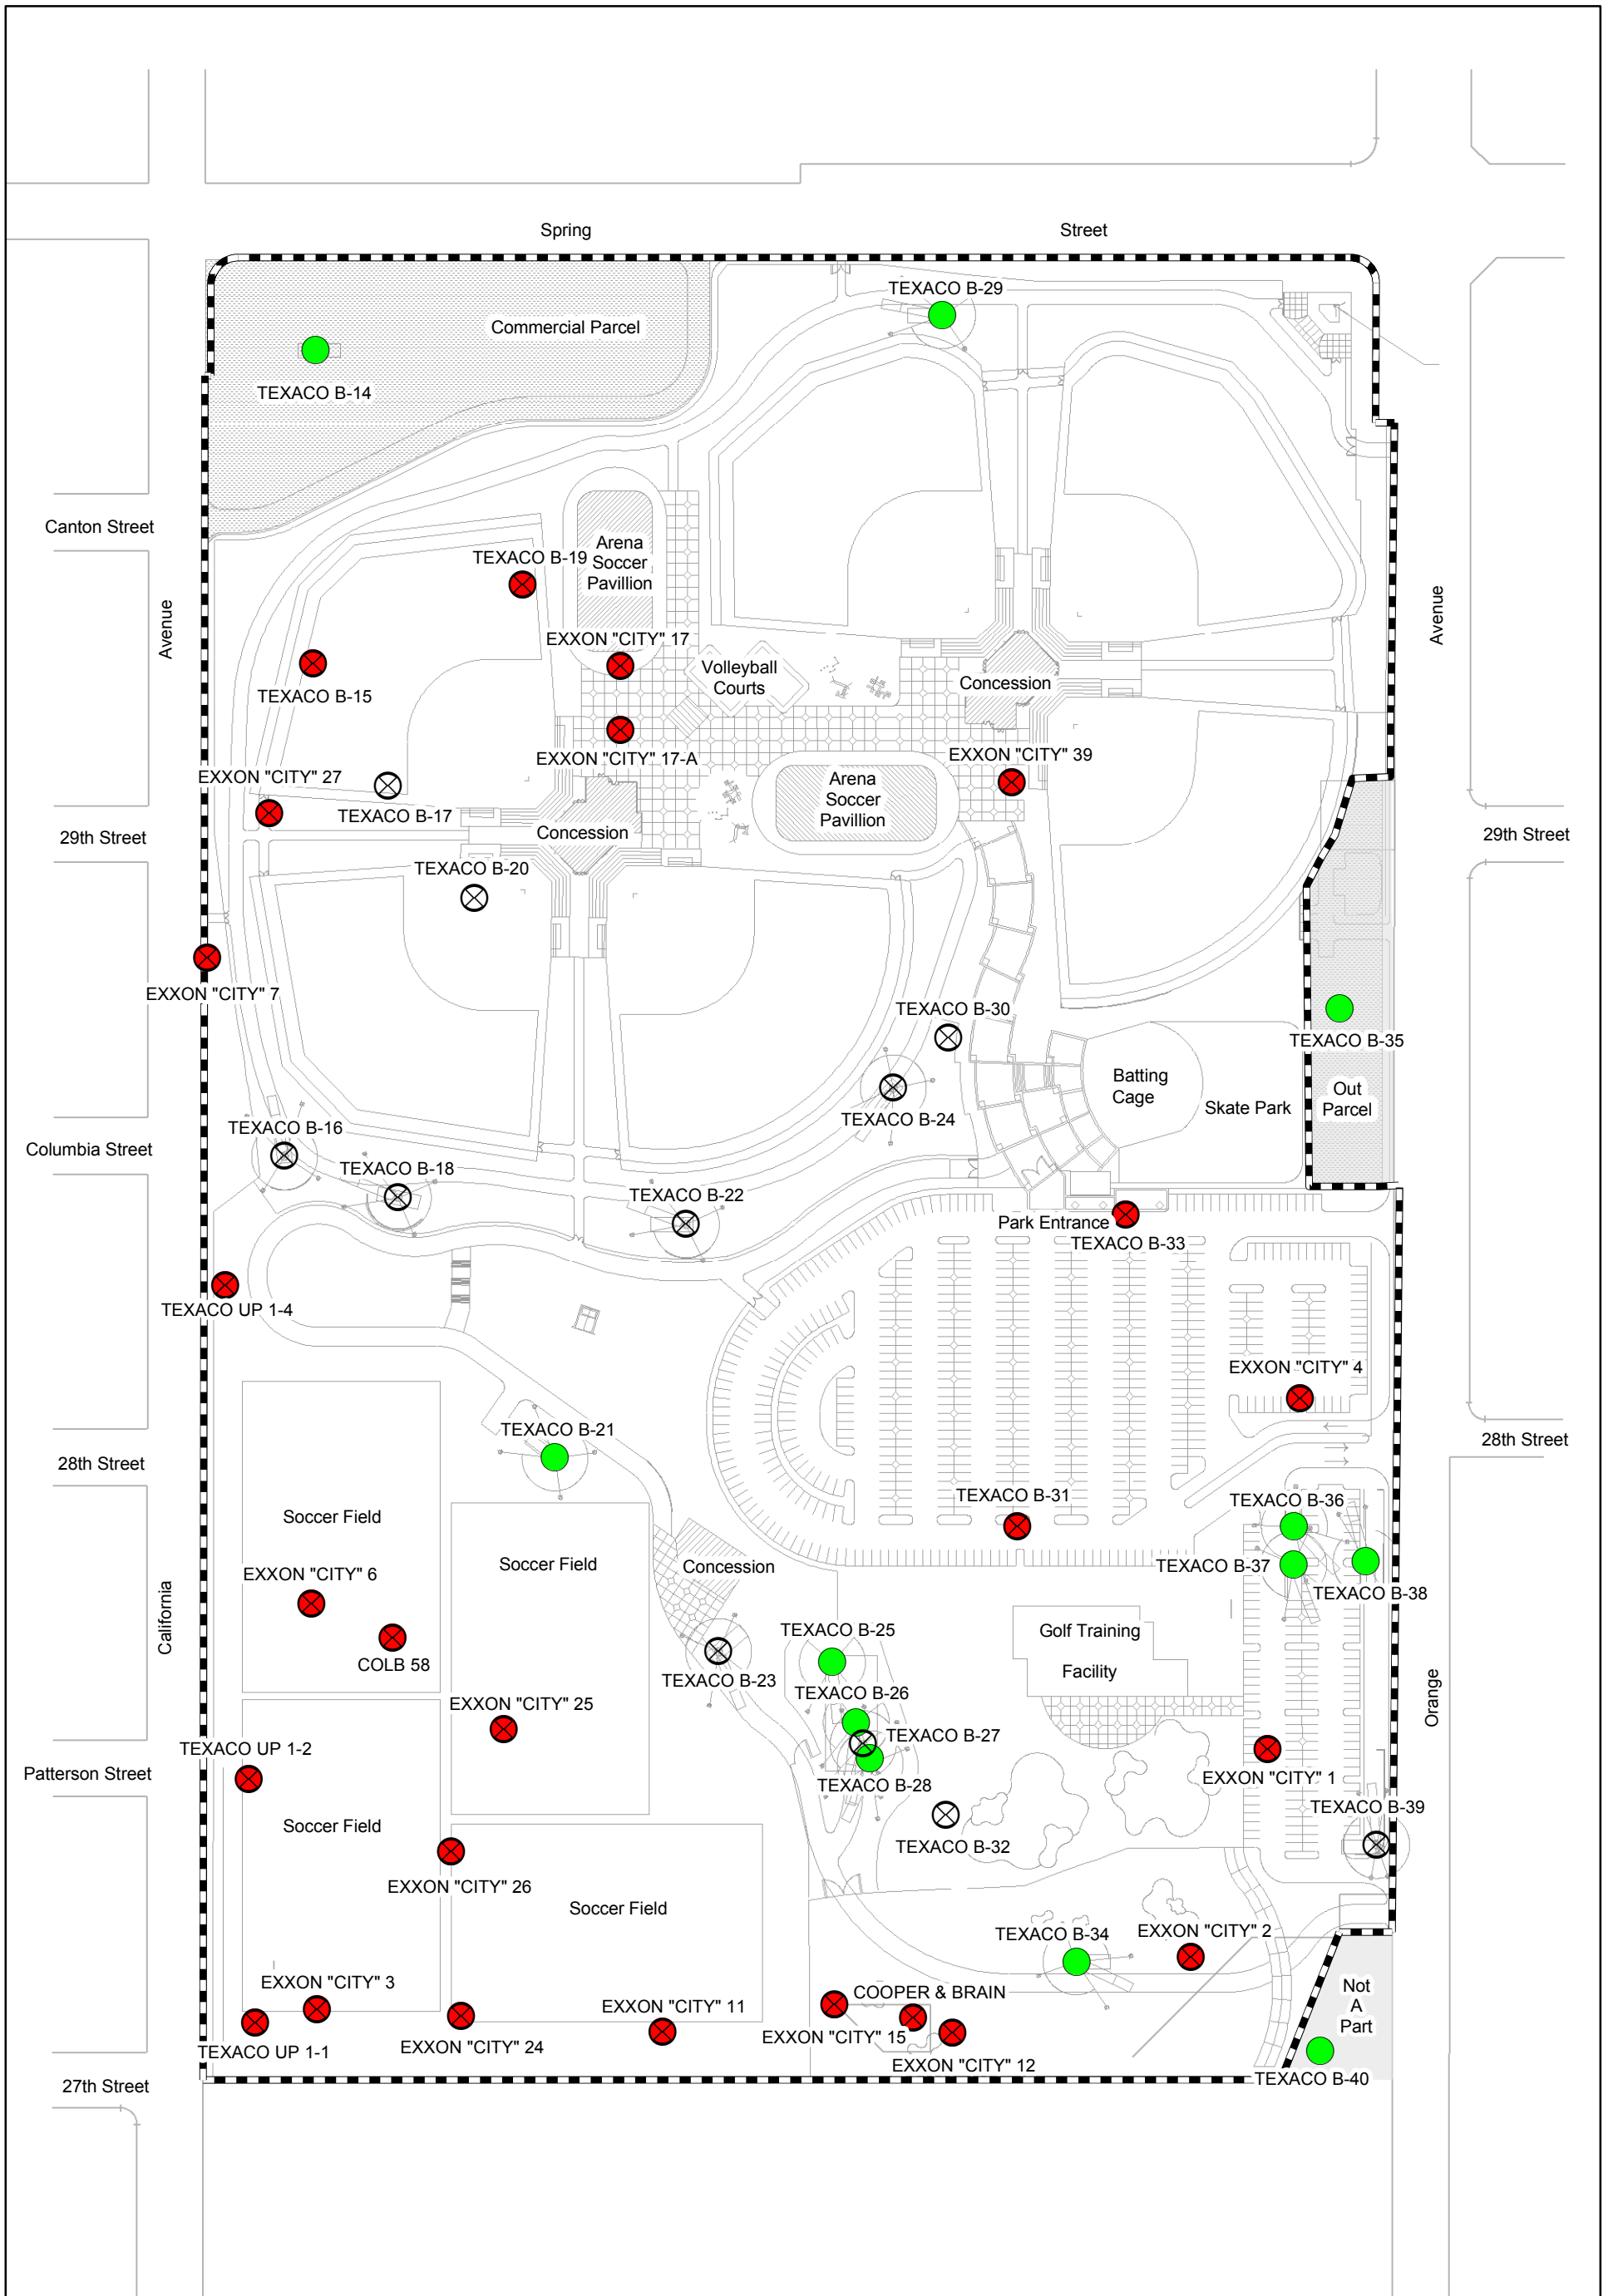 Spring
Street
TEXACO B-29
Commercial Parcel
TEXACO B-14
Canton Street
Arena
Soccer
Pavillion
TEXACO B-19
Avenue
Avenue
EXXON "CITY" 17
Volleyball
Courts
Concession
TEXACO B-15
EXXON "CITY" 17-A
EXXON "CITY" 39
EXXON "CITY" 27
Arena
Soccer
Pavillion
TEXACO B-17
Concession
29th Street
29th Street
TEXACO B-20
EXXON "CITY" 7
TEXACO B-30
TEXACO B-35
Batting
Cage
Out
Parcel
Skate Park
TEXACO B-24
TEXACO B-16
Columbia Street
TEXACO B-18
TEXACO B-22
Park Entrance
TEXACO B-33
TEXACO UP 1-4
EXXON "CITY" 4
TEXACO B-21
28th Street
28th Street
TEXACO B-31
TEXACO B-36
Soccer Field
Soccer Field
Concession
TEXACO B-37
TEXACO B-38
EXXON "CITY" 6
California
TEXACO B-25
Golf Training
Facility
COLB 58
TEXACO B-23
TEXACO B-26
Orange
EXXON "CITY" 25
TEXACO B-27
TEXACO UP 1-2
Patterson Street
TEXACO B-28
EXXON "CITY" 1
TEXACO B-39
Soccer Field
TEXACO B-32
EXXON "CITY" 26
Soccer Field
TEXACO B-34
EXXON "CITY" 2
EXXON "CITY" 3
COOPER & BRAIN
Not
A
Part
EXXON "CITY" 11
EXXON "CITY" 15
TEXACO UP 1-1
EXXON "CITY" 24
EXXON "CITY" 12
TEXACO B-40
27th Street